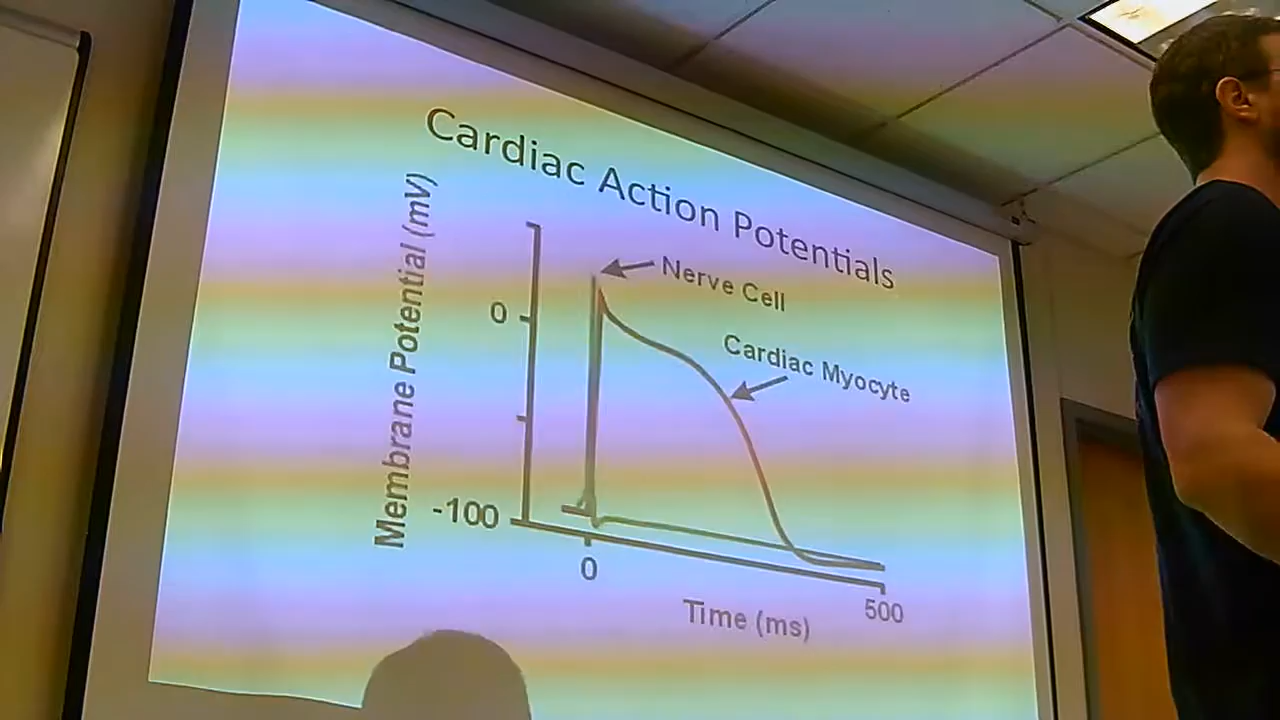 Cardiac Action Potentials
Membrane Potential (mV)
Nerve Cell
0
Cardiac Myocyte
-100
0
500
Time (ms)